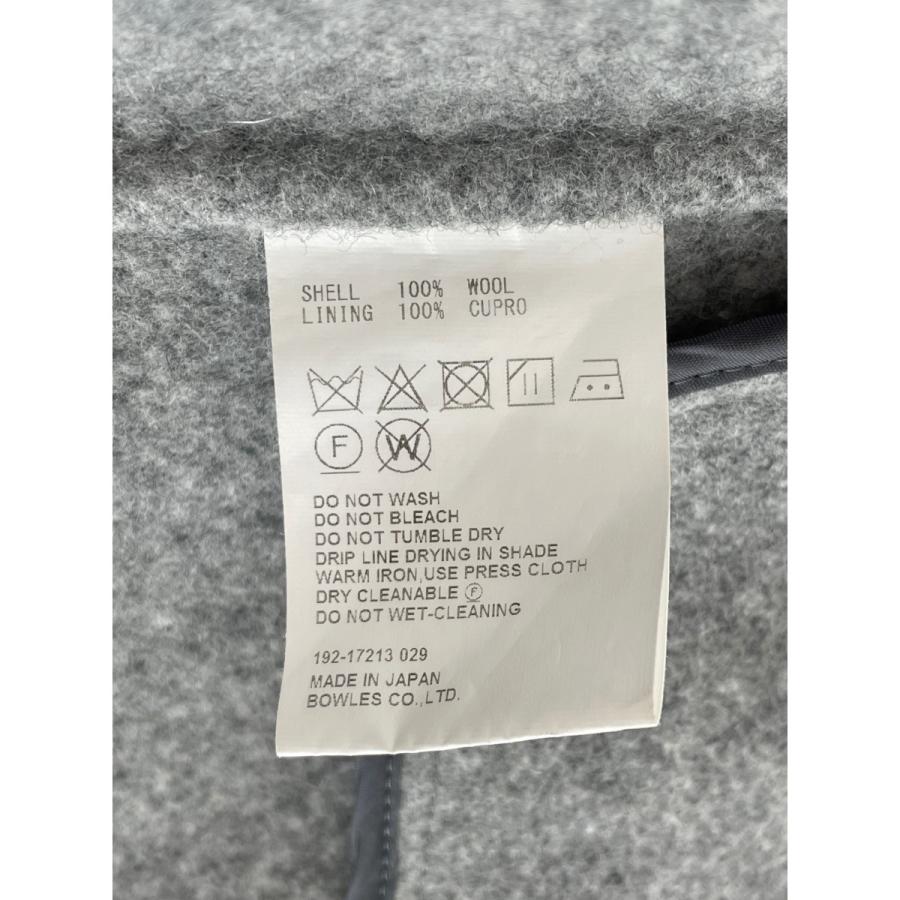 SHELL 100% WOOL
LINING 100% CUPRO
F W
DO NOT WASH
DO NOT BLEACH
DO NOT TUMBLE DRY
DRIP LINE DRYING IN SHADE
WARM IRON,USE PRESS CLOTH
DRY CLEANABLE Ⓕ
DO NOT WET-CLEANING
192-17213 029
MADE IN JAPAN
BOWLES CO.,LTD.